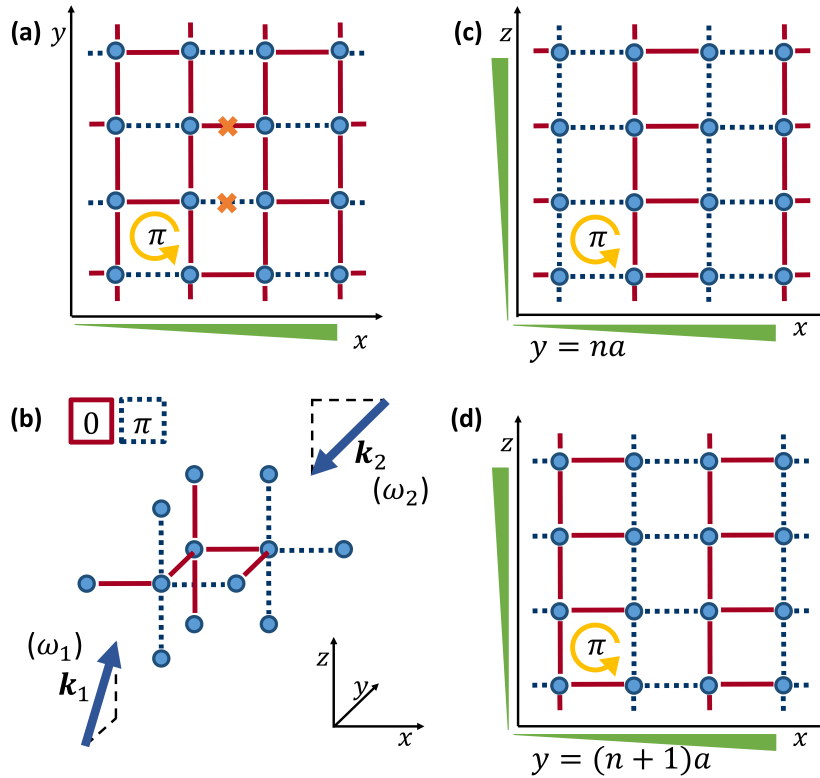 (a)
y
π
x
(c)
z
π
x
y = na
(b)
0
π
k₂
(ω₂)
(ω₁)
k₁
z
y
x
(d)
z
π
x
y = (n + 1)a